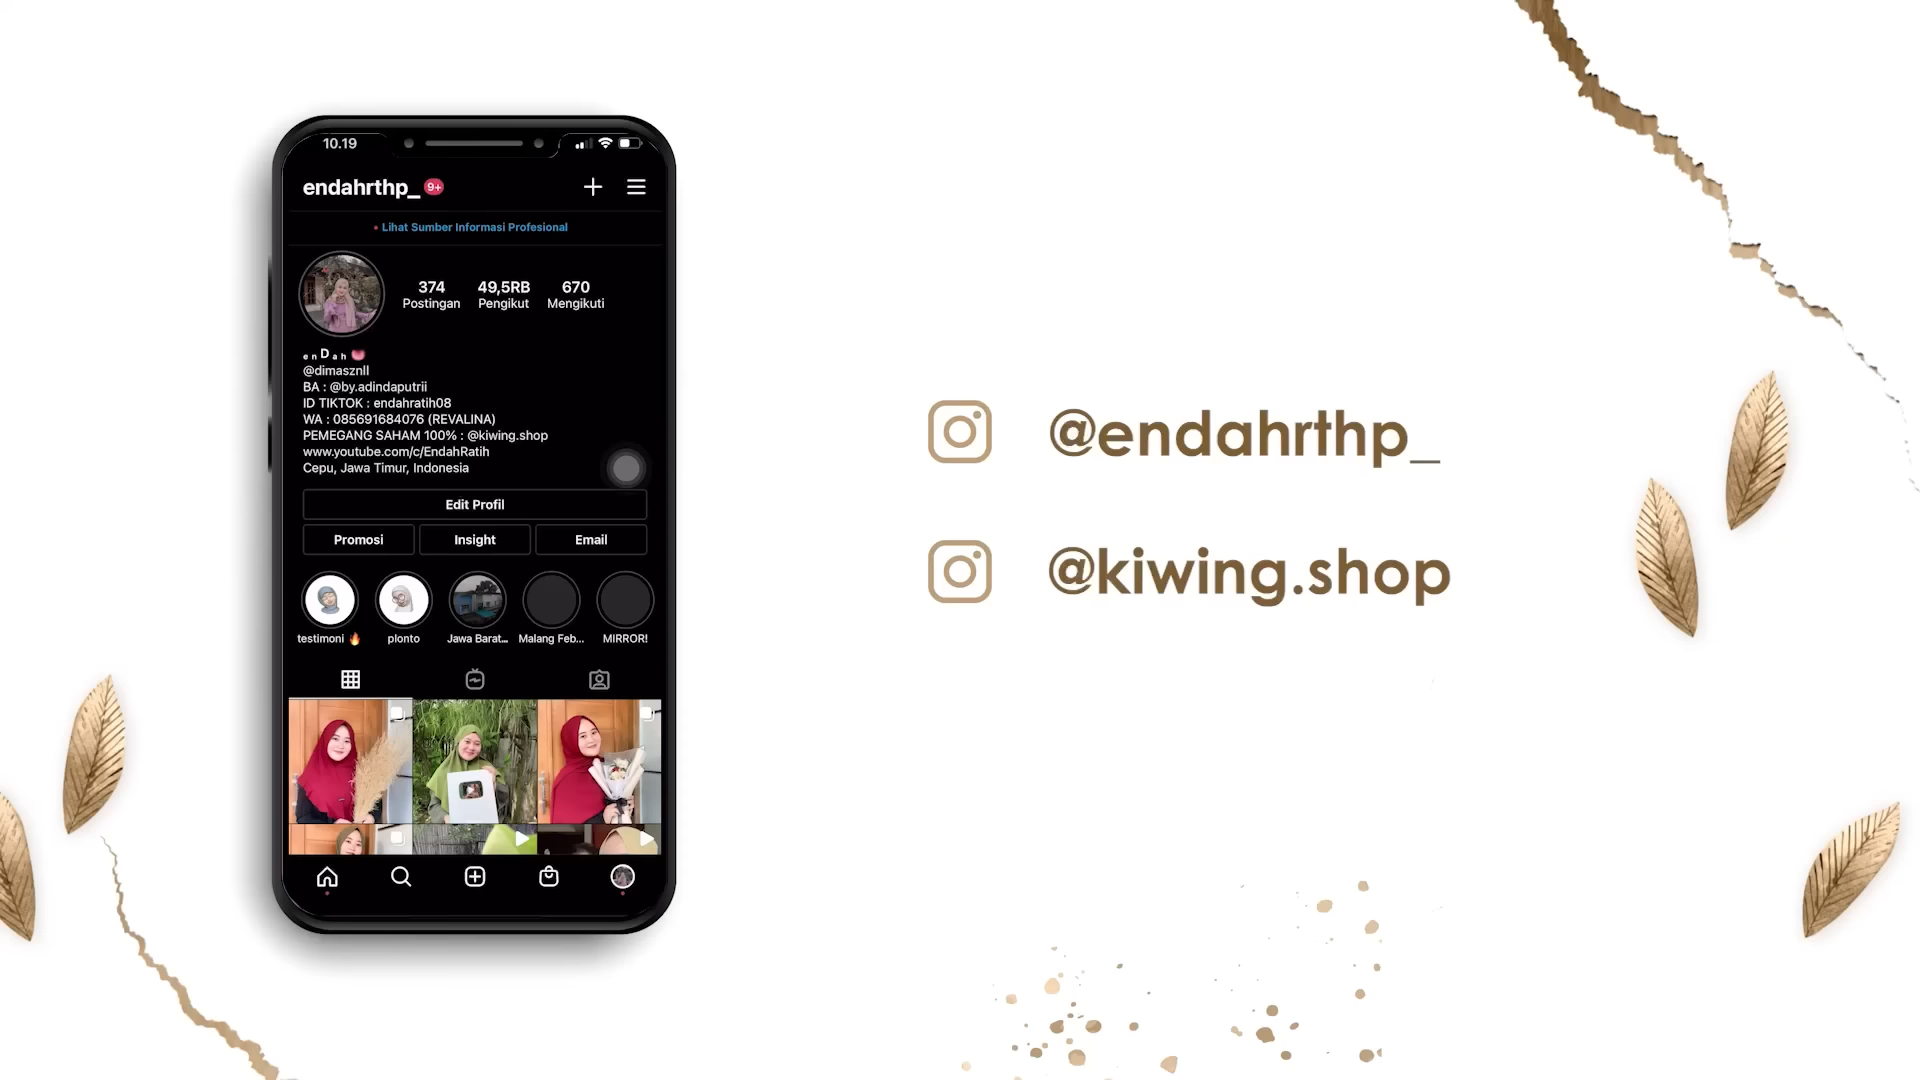 10.19
endahrthp_ 9+
• Lihat Sumber Informasi Profesional
374 49,5RB 670
Postingan Pengikut Mengikuti
ₑ ₙ D ₐ ₕ 👅
@dimasznll
BA : @by.adindaputrii
ID TIKTOK : endahratih08
WA : 085691684076 (REVALINA)
PEMEGANG SAHAM 100% : @kiwing.shop
www.youtube.com/c/EndahRatih
Cepu, Jawa Timur, Indonesia
Edit Profil
Promosi Insight Email
testimoni 🔥 plonto Jawa Barat... Malang Feb... MIRROR!
@endahrthp_
@kiwing.shop